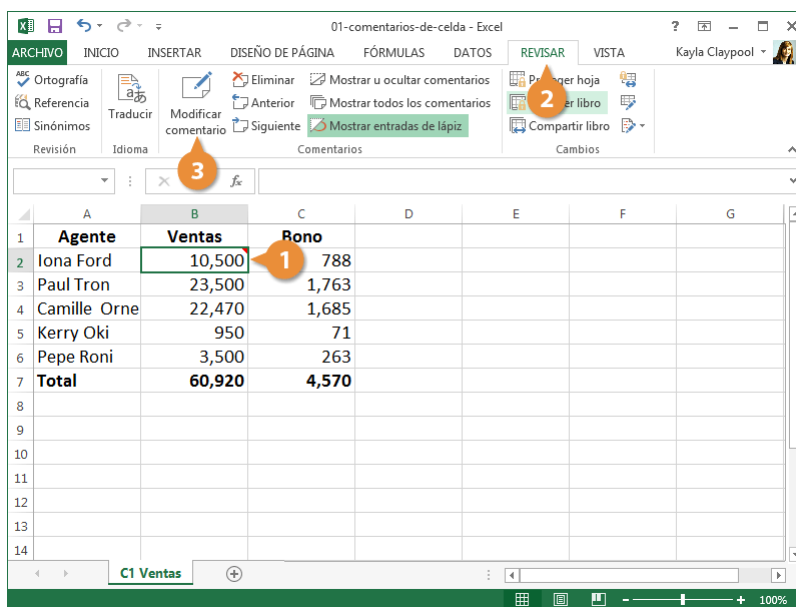 01-comentarios-de-celda - Excel
?
ARCHIVO INICIO INSERTAR DISEÑO DE PÁGINA FÓRMULAS DATOS REVISAR VISTA Kayla Claypool
ABC Ortografía
Referencia
Sinónimos
Revisión
Traducir
Idioma
Modificar
comentario
Eliminar
Anterior
Siguiente
Mostrar u ocultar comentarios
Mostrar todos los comentarios
Mostrar entradas de lápiz
Comentarios
hoja
libro
Compartir libro
Cambios
2
3
fx
A B C D E F G
1 Agente Ventas Bono
2 Iona Ford 10,500 788
1
3 Paul Tron 23,500 1,763
4 Camille Orne 22,470 1,685
5 Kerry Oki 950 71
6 Pepe Roni 3,500 263
7 Total 60,920 4,570
8
9
10
11
12
13
14
C1 Ventas
100%